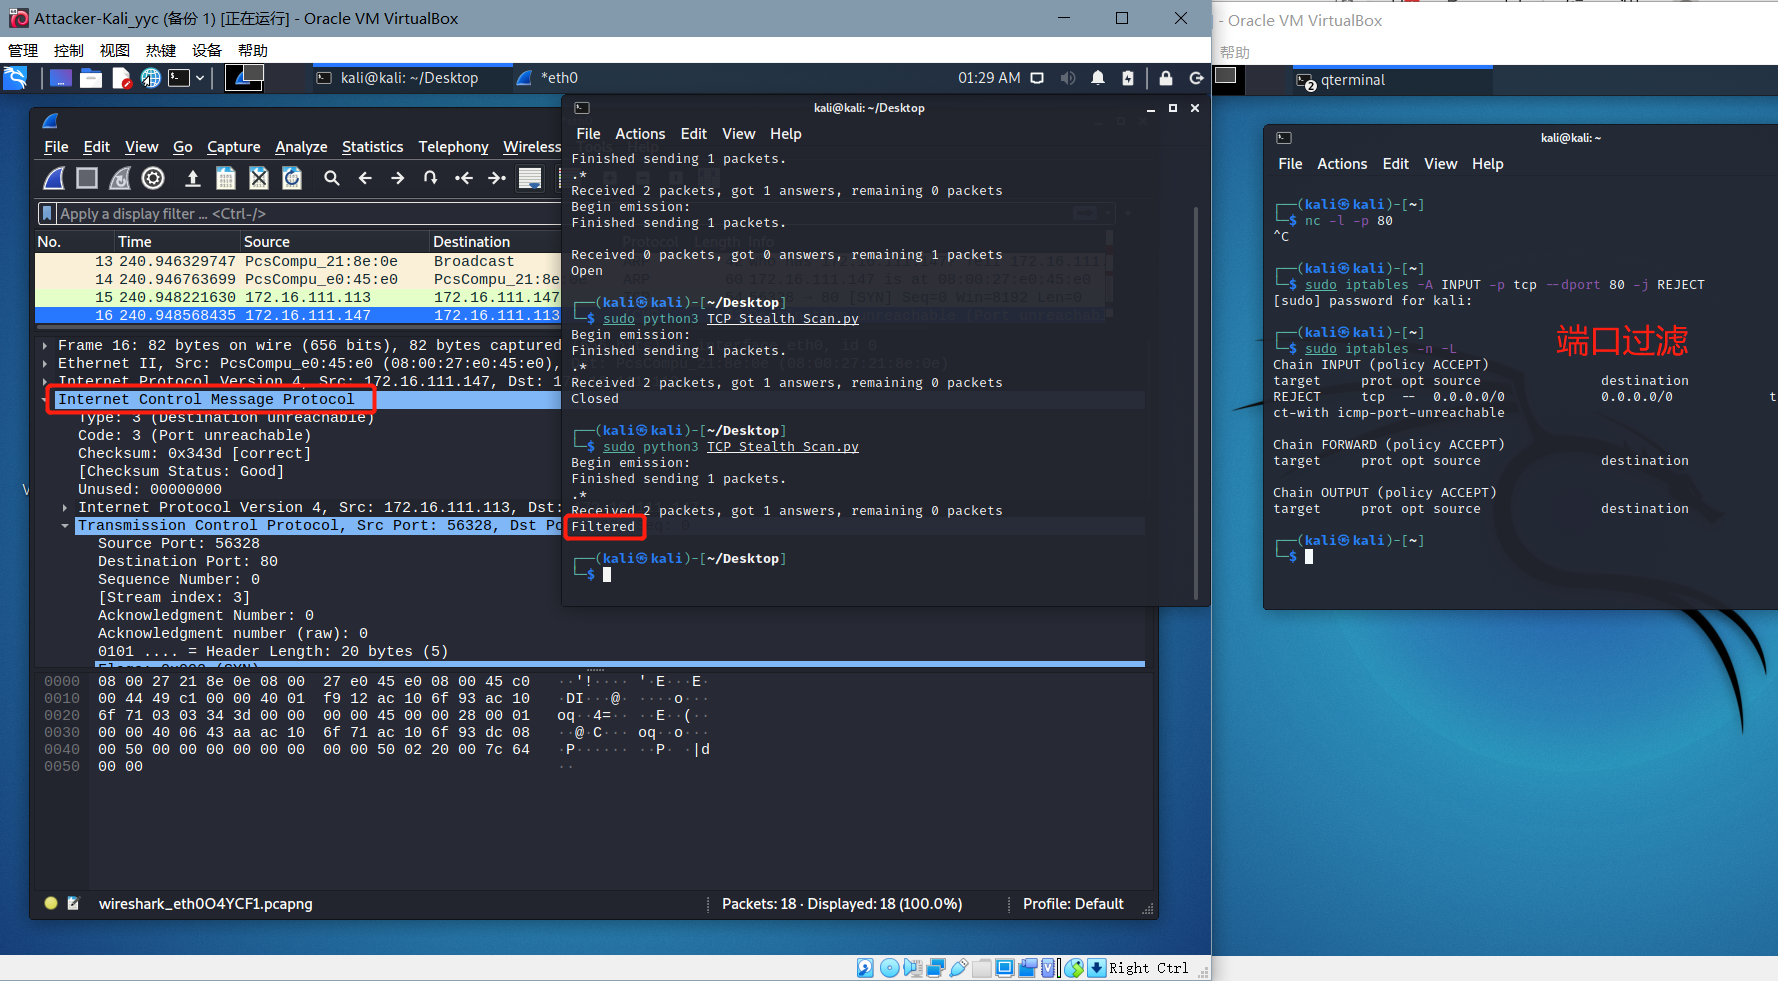 Attacker-Kali_yyc (备份 1) [正在运行] - Oracle VM VirtualBox
管理 控制 视图 热键 设备 帮助
kali@kali: ~/Desktop
*eth0
01:29 AM
File Edit View Go Capture Analyze Statistics Telephony Wireless
Apply a display filter ... <Ctrl-/>
No. Time Source Destination
13 240.946329747 PcsCompu_21:8e:0e Broadcast
14 240.946763699 PcsCompu_e0:45:e0 PcsCompu_21:8e
15 240.948221630 172.16.111.113 172.16.111.147
16 240.948568435 172.16.111.147 172.16.111.113
Frame 16: 82 bytes on wire (656 bits), 82 bytes captured
Ethernet II, Src: PcsCompu_e0:45:e0 (08:00:27:e0:45:e0),
Internet Protocol Version 4, Src: 172.16.111.147, Dst: 1
Internet Control Message Protocol
Type: 3 (Destination unreachable)
Code: 3 (Port unreachable)
Checksum: 0x343d [correct]
[Checksum Status: Good]
Unused: 00000000
Internet Protocol Version 4, Src: 172.16.111.113, Dst:
Transmission Control Protocol, Src Port: 56328, Dst Po
Source Port: 56328
Destination Port: 80
Sequence Number: 0
[Stream index: 3]
Acknowledgment Number: 0
Acknowledgment number (raw): 0
0101 .... = Header Length: 20 bytes (5)
Flags: 0x002 (SYN)
0000 08 00 27 21 8e 0e 08 00 27 e0 45 e0 08 00 45 c0 ··'!···· '·E···E·
0010 00 44 49 c1 00 00 40 01 f9 12 ac 10 6f 93 ac 10 ·DI···@· ····o···
0020 6f 71 03 03 34 3d 00 00 00 00 45 00 00 28 00 01 oq··4=·· ··E··(··
0030 00 00 40 06 43 aa ac 10 6f 71 ac 10 6f 93 dc 08 ··@·C··· oq··o···
0040 00 50 00 00 00 00 00 00 00 00 50 02 20 00 7c 64 ·P······ ··P· ·|d
0050 00 00 ··
wireshark_eth0O4YCF1.pcapng
Packets: 18 · Displayed: 18 (100.0%)
Profile: Default
Right Ctrl
kali@kali: ~/Desktop
File Actions Edit View Help
Finished sending 1 packets.
.*
Received 2 packets, got 1 answers, remaining 0 packets
Begin emission:
Finished sending 1 packets.
Received 0 packets, got 0 answers, remaining 1 packets
Open
┌──(kali㉿kali)-[~/Desktop]
└─$ sudo python3 TCP_Stealth_Scan.py
Begin emission:
Finished sending 1 packets.
.*
Received 2 packets, got 1 answers, remaining 0 packets
Closed
┌──(kali㉿kali)-[~/Desktop]
└─$ sudo python3 TCP_Stealth_Scan.py
Begin emission:
Finished sending 1 packets.
.*
Received 2 packets, got 1 answers, remaining 0 packets
Filtered
┌──(kali㉿kali)-[~/Desktop]
└─$
- Oracle VM VirtualBox
帮助
2 qterminal
kali@kali: ~
File Actions Edit View Help
┌──(kali㉿kali)-[~]
└─$ nc -l -p 80
^C
┌──(kali㉿kali)-[~]
└─$ sudo iptables -A INPUT -p tcp --dport 80 -j REJECT
[sudo] password for kali:
端口过滤
┌──(kali㉿kali)-[~]
└─$ sudo iptables -n -L
Chain INPUT (policy ACCEPT)
target prot opt source destination
REJECT tcp -- 0.0.0.0/0 0.0.0.0/0 t
ct-with icmp-port-unreachable
Chain FORWARD (policy ACCEPT)
target prot opt source destination
Chain OUTPUT (policy ACCEPT)
target prot opt source destination
┌──(kali㉿kali)-[~]
└─$